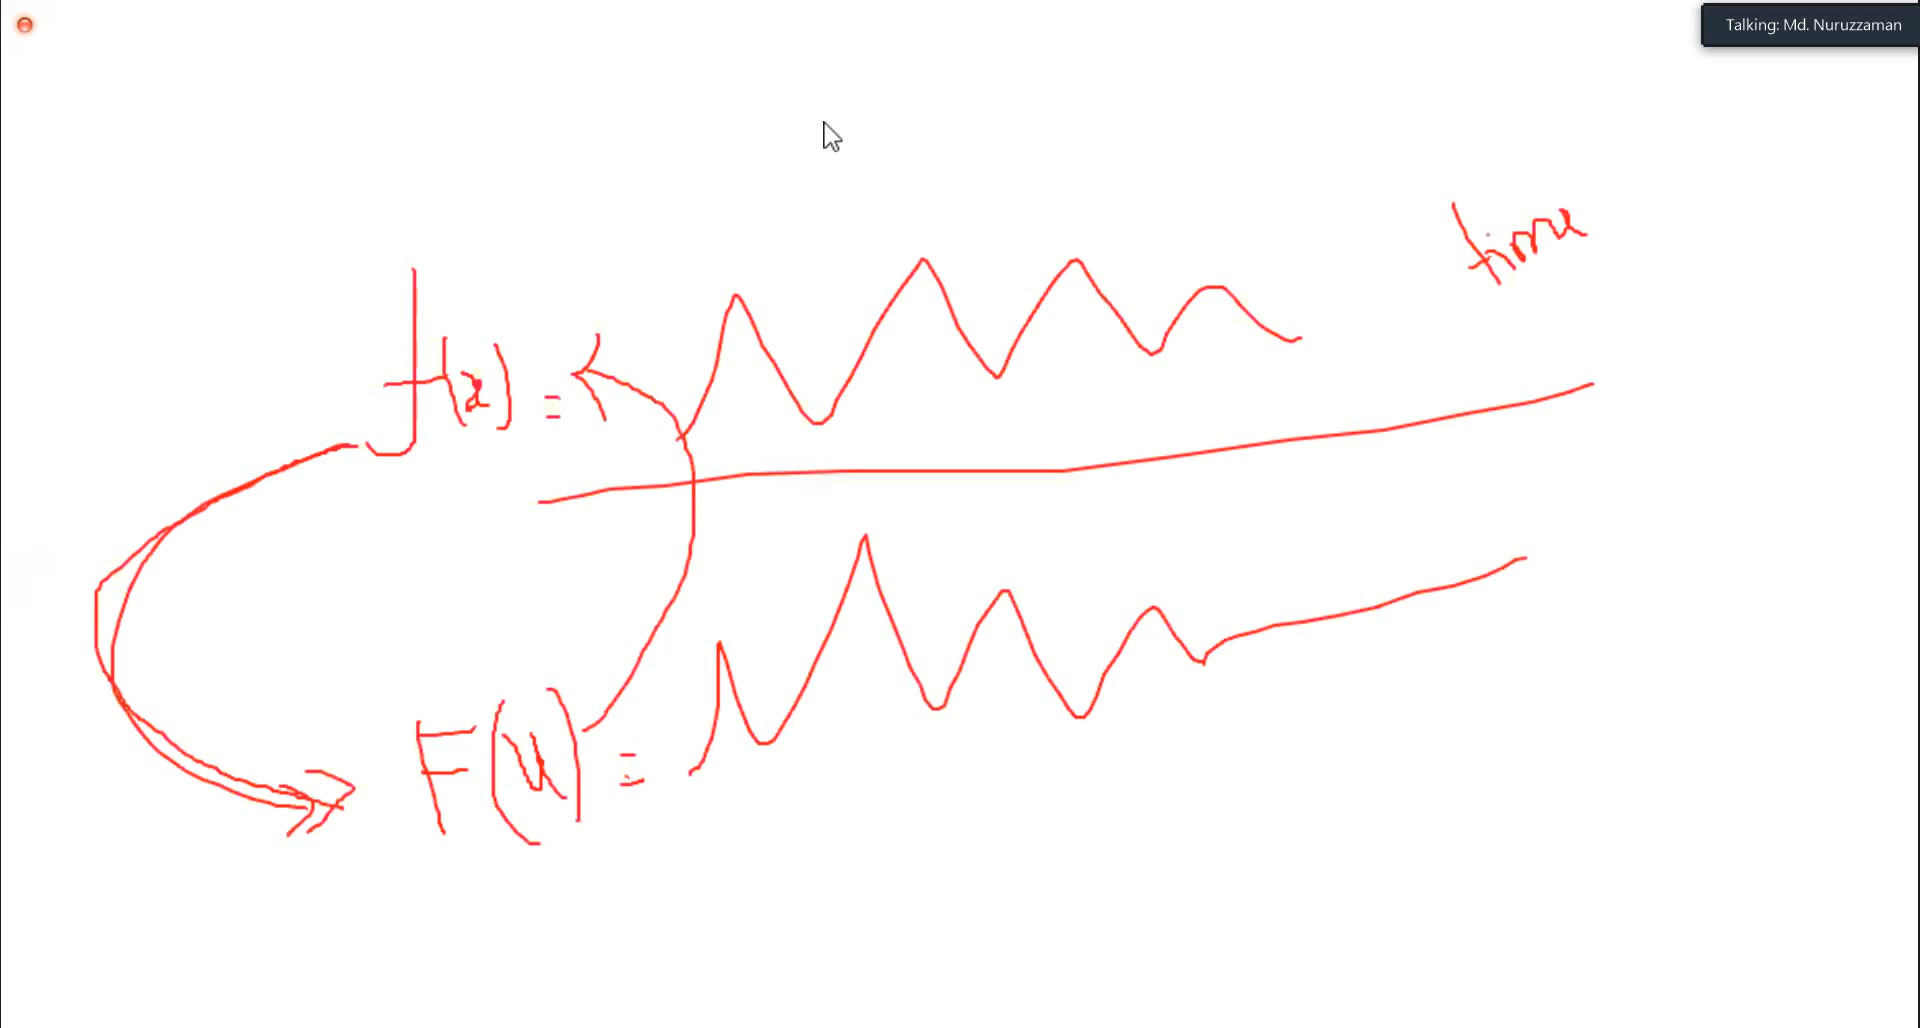 Talking: Md. Nuruzzaman
time
f(x) =
F(u) =